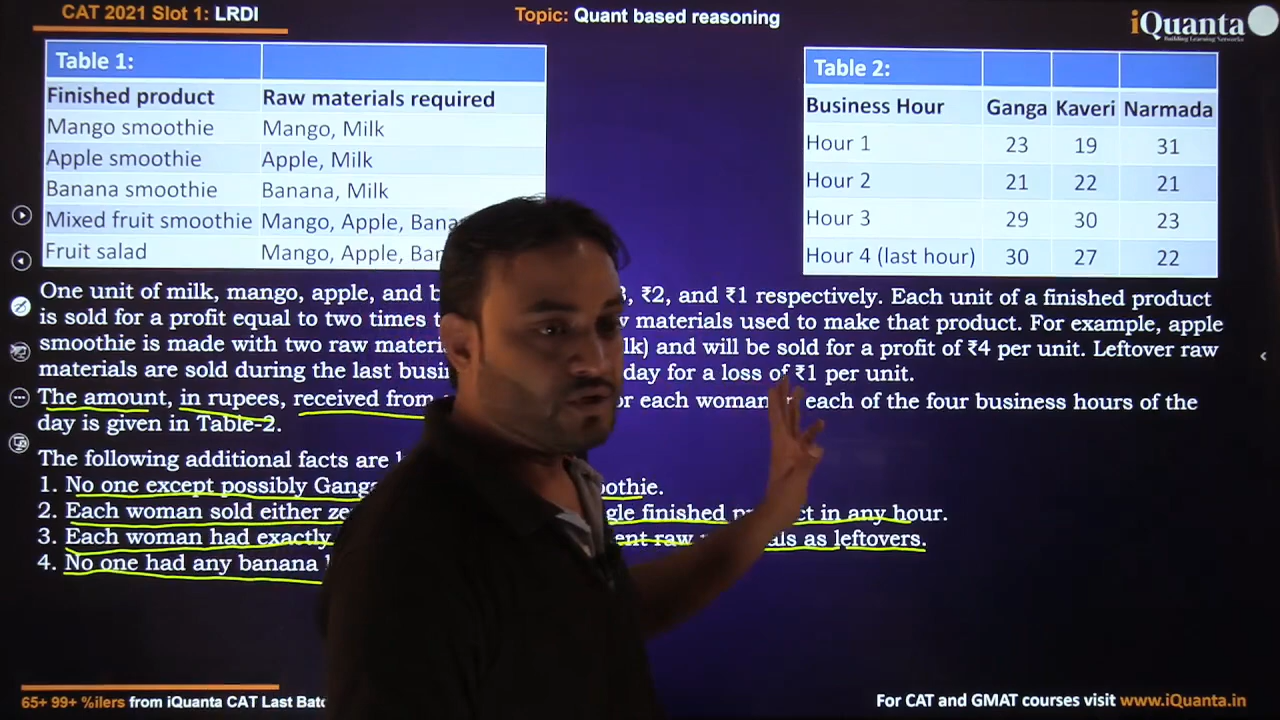 CAT 2021 Slot 1: LRDI
Topic: Quant based reasoning
iQuanta
Building Learning Networks
Table 1:
Finished product Raw materials required
Mango smoothie Mango, Milk
Apple smoothie Apple, Milk
Banana smoothie Banana, Milk
Mixed fruit smoothie Mango, Apple,
Fruit salad Mango, Apple,
Table 2:
Business Hour Ganga Kaveri Narmada
Hour 1 23 19 31
Hour 2 21 22 21
Hour 3 29 30 23
Hour 4 (last hour) 30 27 22
One unit of milk, mango, apple, and ₹2, and ₹1 respectively. Each unit of a finished product
is sold for a profit equal to two times materials used to make that product. For example, apple
smoothie is made with two raw and will be sold for a profit of ₹4 per unit. Leftover raw
materials are sold during the last day for a loss of ₹1 per unit.
The amount, in rupees, received from each woman each of the four business hours of the
day is given in Table-2.
The following additional facts are
1. No one except possibly
2. Each woman sold either finished in any hour.
3. Each woman had exactly raw as leftovers.
4. No one had any banana
65+ 99+ %ilers from iQuanta CAT Last
For CAT and GMAT courses visit www.iQuanta.in